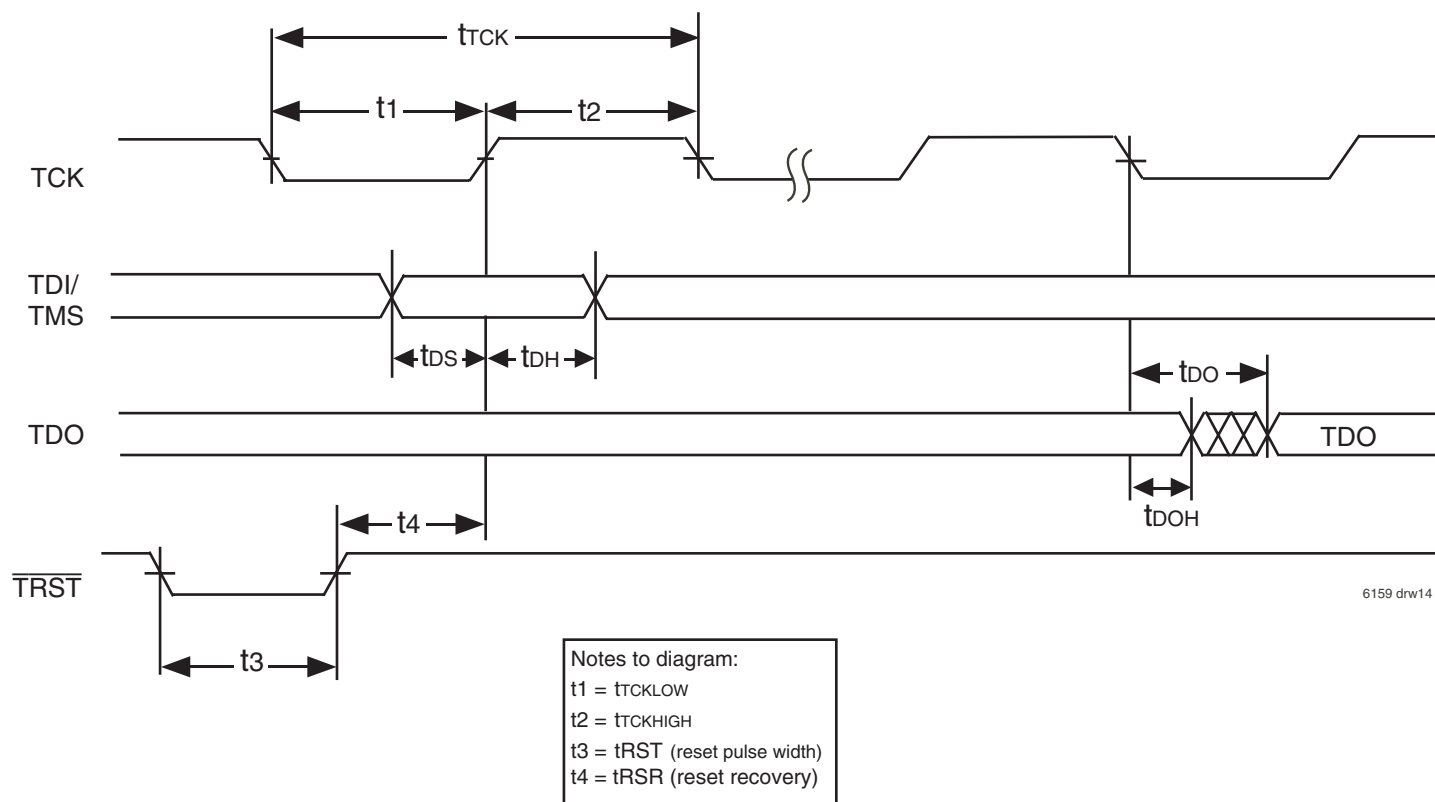 tTCK
t1
t2
TCK
TDI/
TMS
tDS
tDH
tDO
TDO
TDO
tDOH
t4
TRST
6159 drw14
t3
Notes to diagram:
t1 = tTCKLOW
t2 = tTCKHIGH
t3 = tRST (reset pulse width)
t4 = tRSR (reset recovery)